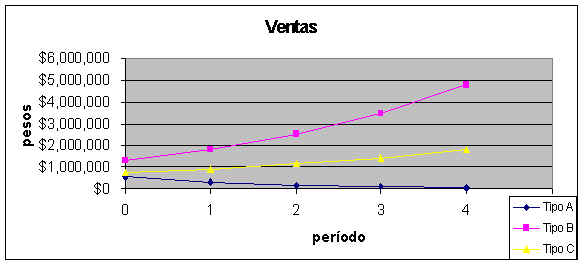 Ventas
$6,000,000
$5,000,000
$4,000,000
$3,000,000
$2,000,000
$1,000,000
$0
pesos
0 1 2 3 4
período
Tipo A
Tipo B
Tipo C